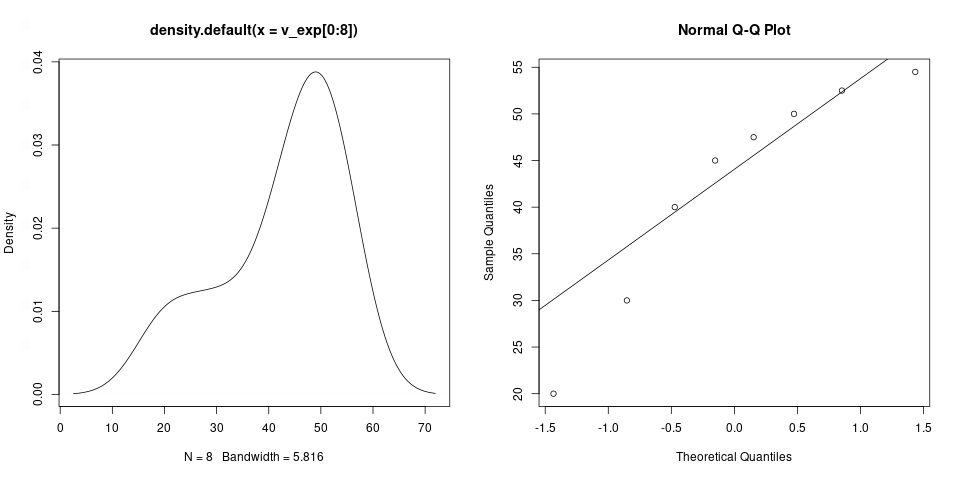 density.default(x = v_exp[0:8])
Density
0.00 0.01 0.02 0.03 0.04
0 10 20 30 40 50 60 70
N = 8 Bandwidth = 5.816
Normal Q-Q Plot
Sample Quantiles
20 25 30 35 40 45 50 55
-1.5 -1.0 -0.5 0.0 0.5 1.0 1.5
Theoretical Quantiles